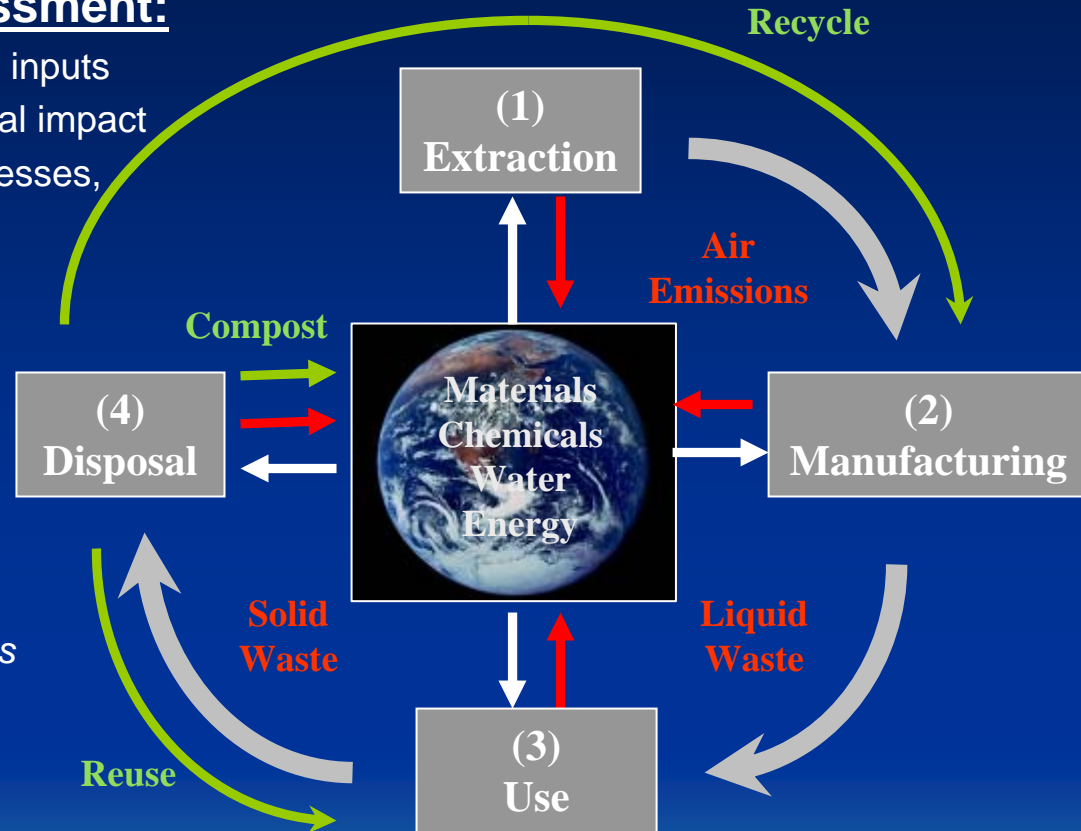 ssment:
inputs
al impact
esses,
s
Recycle
(1)
Extraction
Air
Emissions
Compost
(4)
Disposal
Materials
Chemicals
Water
Energy
(2)
Manufacturing
Solid
Waste
Liquid
Waste
Reuse
(3)
Use